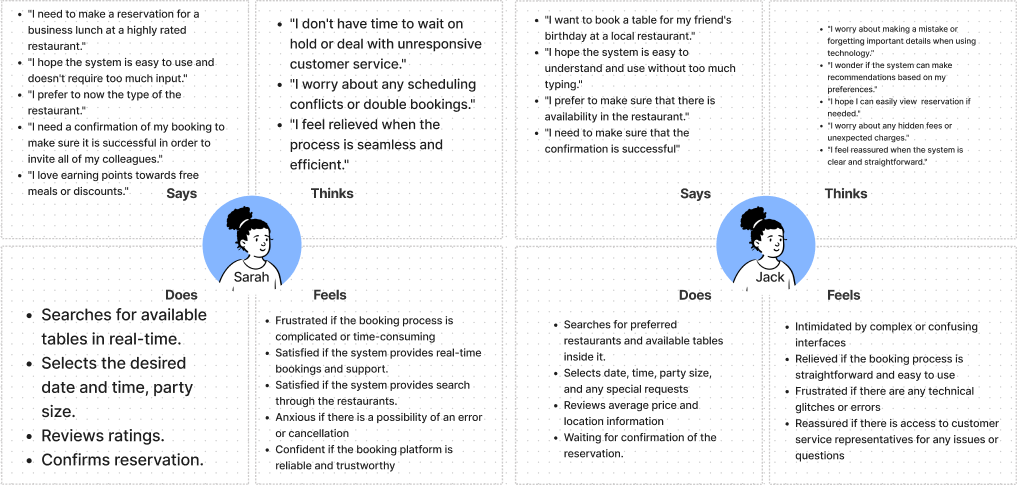 • "I need to make a reservation for a
business lunch at a highly rated
restaurant."
• "I hope the system is easy to use and
doesn't require too much input."
• "I prefer to now the type of the
restaurant."
• "I need a confirmation of my booking to
make sure it is successful in order to
invite all of my colleagues."
• "I love earning points towards free
meals or discounts."
Says
• "I don't have time to wait on
hold or deal with unresponsive
customer service."
• "I worry about any scheduling
conflicts or double bookings."
• "I feel relieved when the
process is seamless and
efficient."
Thinks
Sarah
Does
• Searches for available
tables in real-time.
• Selects the desired
date and time, party
size.
• Reviews ratings.
• Confirms reservation.
Feels
• Frustrated if the booking process is
complicated or time-consuming
• Satisfied if the system provides real-time
bookings and support.
• Satisfied if the system provides search
through the restaurants.
• Anxious if there is a possibility of an error
or cancellation
• Confident if the booking platform is
reliable and trustworthy
• "I want to book a table for my friend's
birthday at a local restaurant."
• "I hope the system is easy to
understand and use without too much
typing."
• "I prefer to make sure that there is
availability in the restaurant."
• "I need to make sure that the
confirmation is successful"
Says
• "I worry about making a mistake or
forgetting important details when using
technology."
• "I wonder if the system can make
recommendations based on my
preferences."
• "I hope I can easily view reservation if
needed."
• "I worry about any hidden fees or
unexpected charges."
• "I feel reassured when the system is
clear and straightforward."
Thinks
Jack
Does
• Searches for preferred
restaurants and available tables
inside it.
• Selects date, time, party size,
and any special requests
• Reviews average price and
location information
• Waiting for confirmation of the
reservation.
Feels
• Intimidated by complex or confusing
interfaces
• Relieved if the booking process is
straightforward and easy to use
• Frustrated if there are any technical
glitches or errors
• Reassured if there is access to customer
service representatives for any issues or
questions